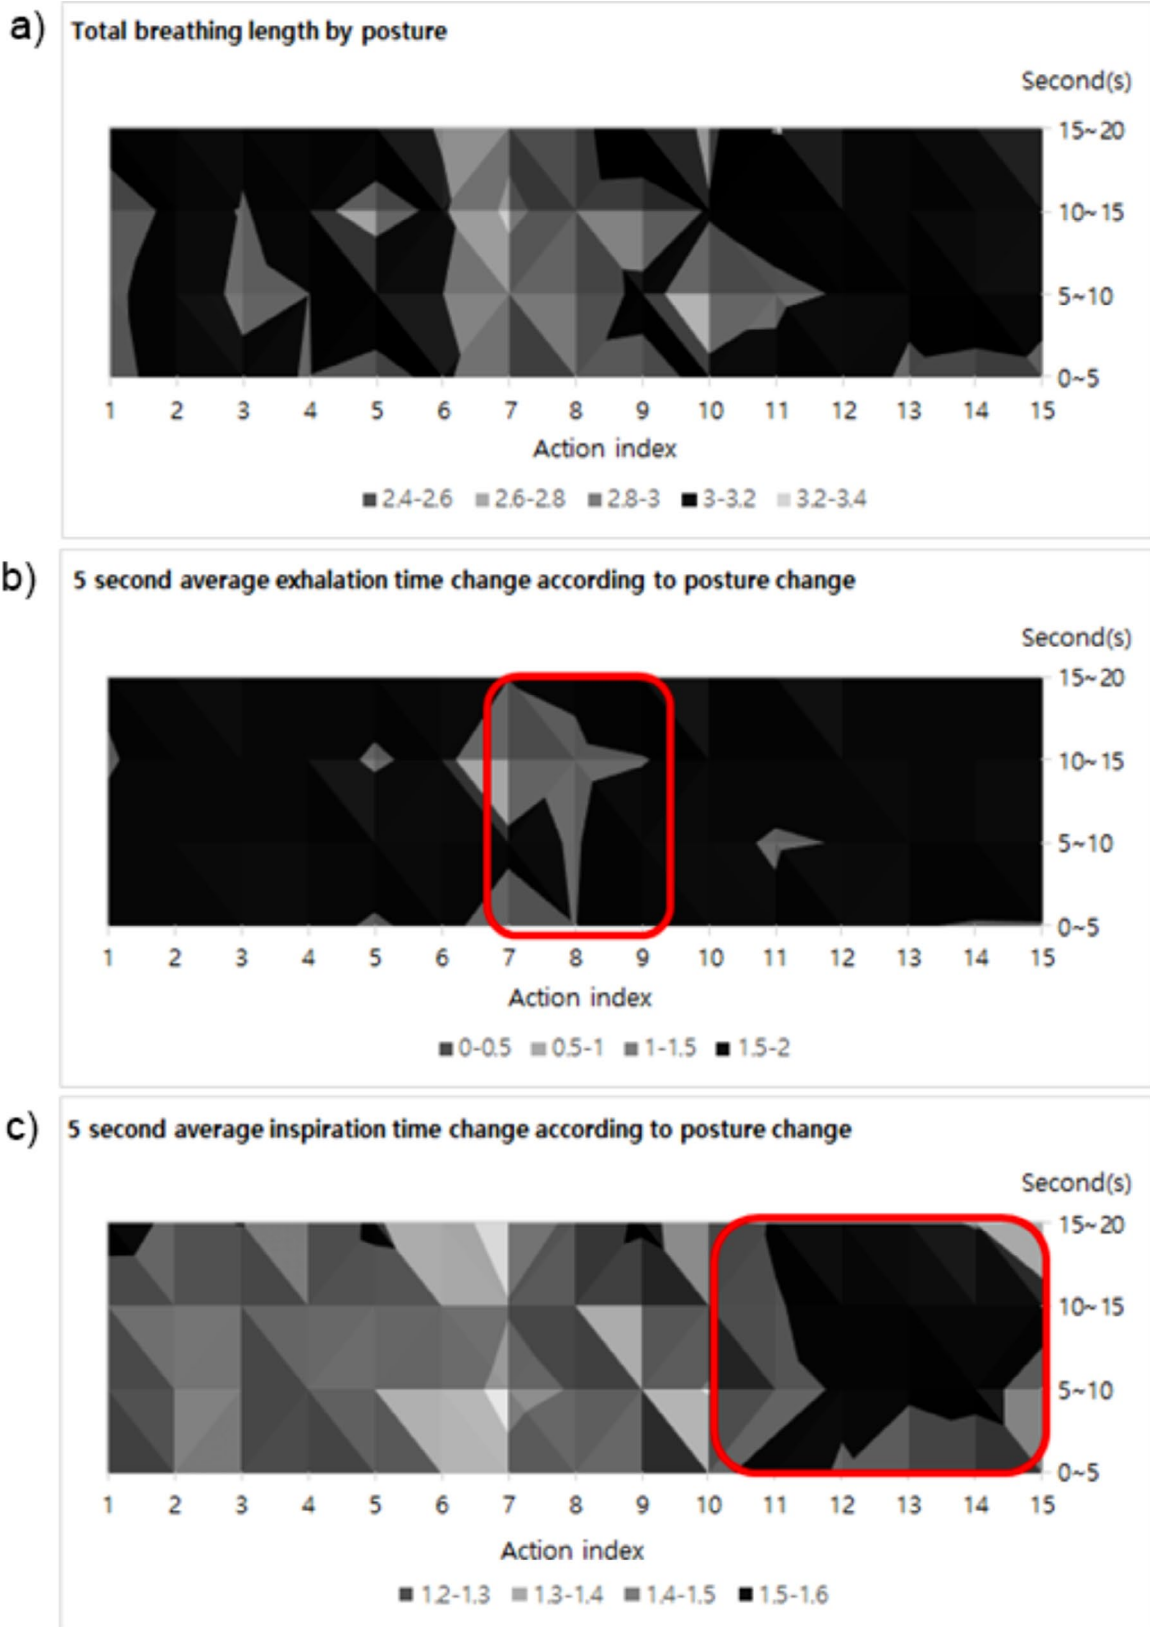 a)
Total breathing length by posture
Second(s)
15~20
10~15
5~10
0~5
1 2 3 4 5 6 7 8 9 10 11 12 13 14 15
Action index
2.4-2.6 2.6-2.8 2.8-3 3-3.2 3.2-3.4
b)
5 second average exhalation time change according to posture change
Second(s)
15~20
10~15
5~10
0~5
1 2 3 4 5 6 7 8 9 10 11 12 13 14 15
Action index
0-0.5 0.5-1 1-1.5 1.5-2
c)
5 second average inspiration time change according to posture change
Second(s)
15~20
10~15
5~10
0~5
1 2 3 4 5 6 7 8 9 10 11 12 13 14 15
Action index
1.2-1.3 1.3-1.4 1.4-1.5 1.5-1.6